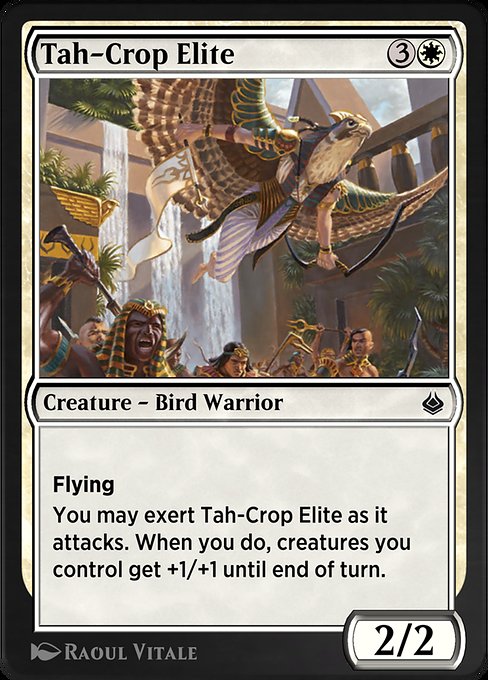 Tah-Crop Elite 3
Creature – Bird Warrior
Flying
You may exert Tah-Crop Elite as it
attacks. When you do, creatures you
control get +1/+1 until end of turn.
2/2
Raoul Vitale